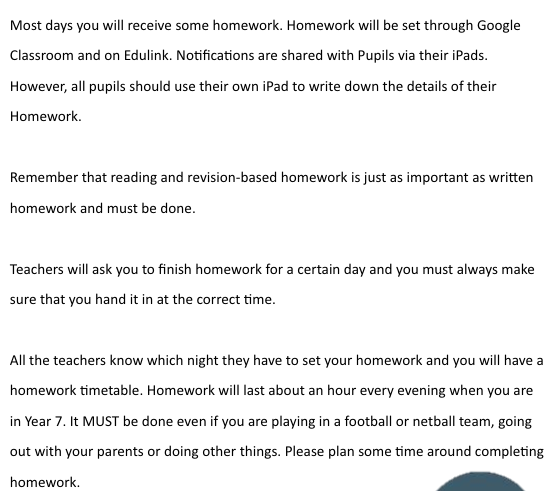 Most days you will receive some homework. Homework will be set through Google
Classroom and on Edulink. Notifications are shared with Pupils via their iPads.
However, all pupils should use their own iPad to write down the details of their
Homework.
Remember that reading and revision-based homework is just as important as written
homework and must be done.
Teachers will ask you to finish homework for a certain day and you must always make
sure that you hand it in at the correct time.
All the teachers know which night they have to set your homework and you will have a
homework timetable. Homework will last about an hour every evening when you are
in Year 7. It MUST be done even if you are playing in a football or netball team, going
out with your parents or doing other things. Please plan some time around completing
homework.